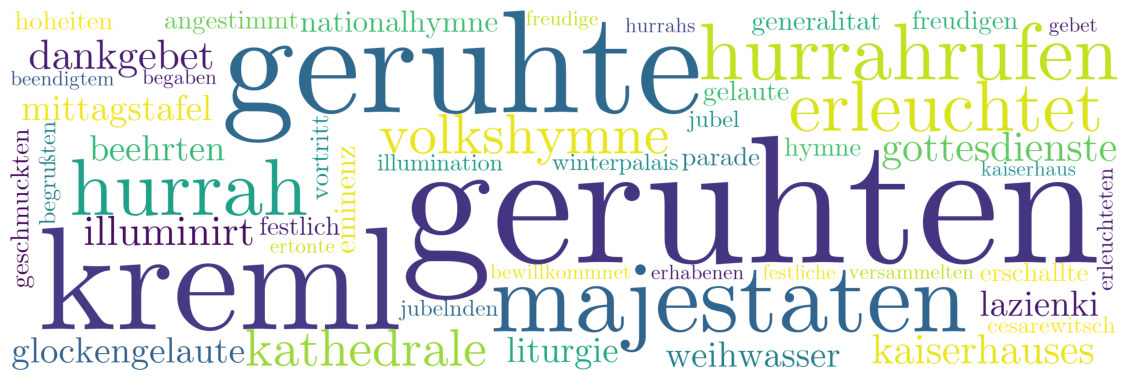 hoheiten angestimmt nationalhymne freudige hurrahs generalitat freudigen gebet
dankgebet geruhte hurrahrufen
beendigtem begaben gelaute
mittagstafel erleuchtet
jubel
volkshymne
geschmuckten begrußten beehrten vortritt illumination winterpalais parade hymne gottesdienste
kaiserhaus
hurrah eminenz geruhten erleuchteten
illuminirt festlich
ertonte
kreml bewillkommnet erhabenen festliche versammelten erschallte
jubelnden majestaten lazienki
cesarewitsch
glockengelaute kathedrale liturgie weihwasser kaiserhauses